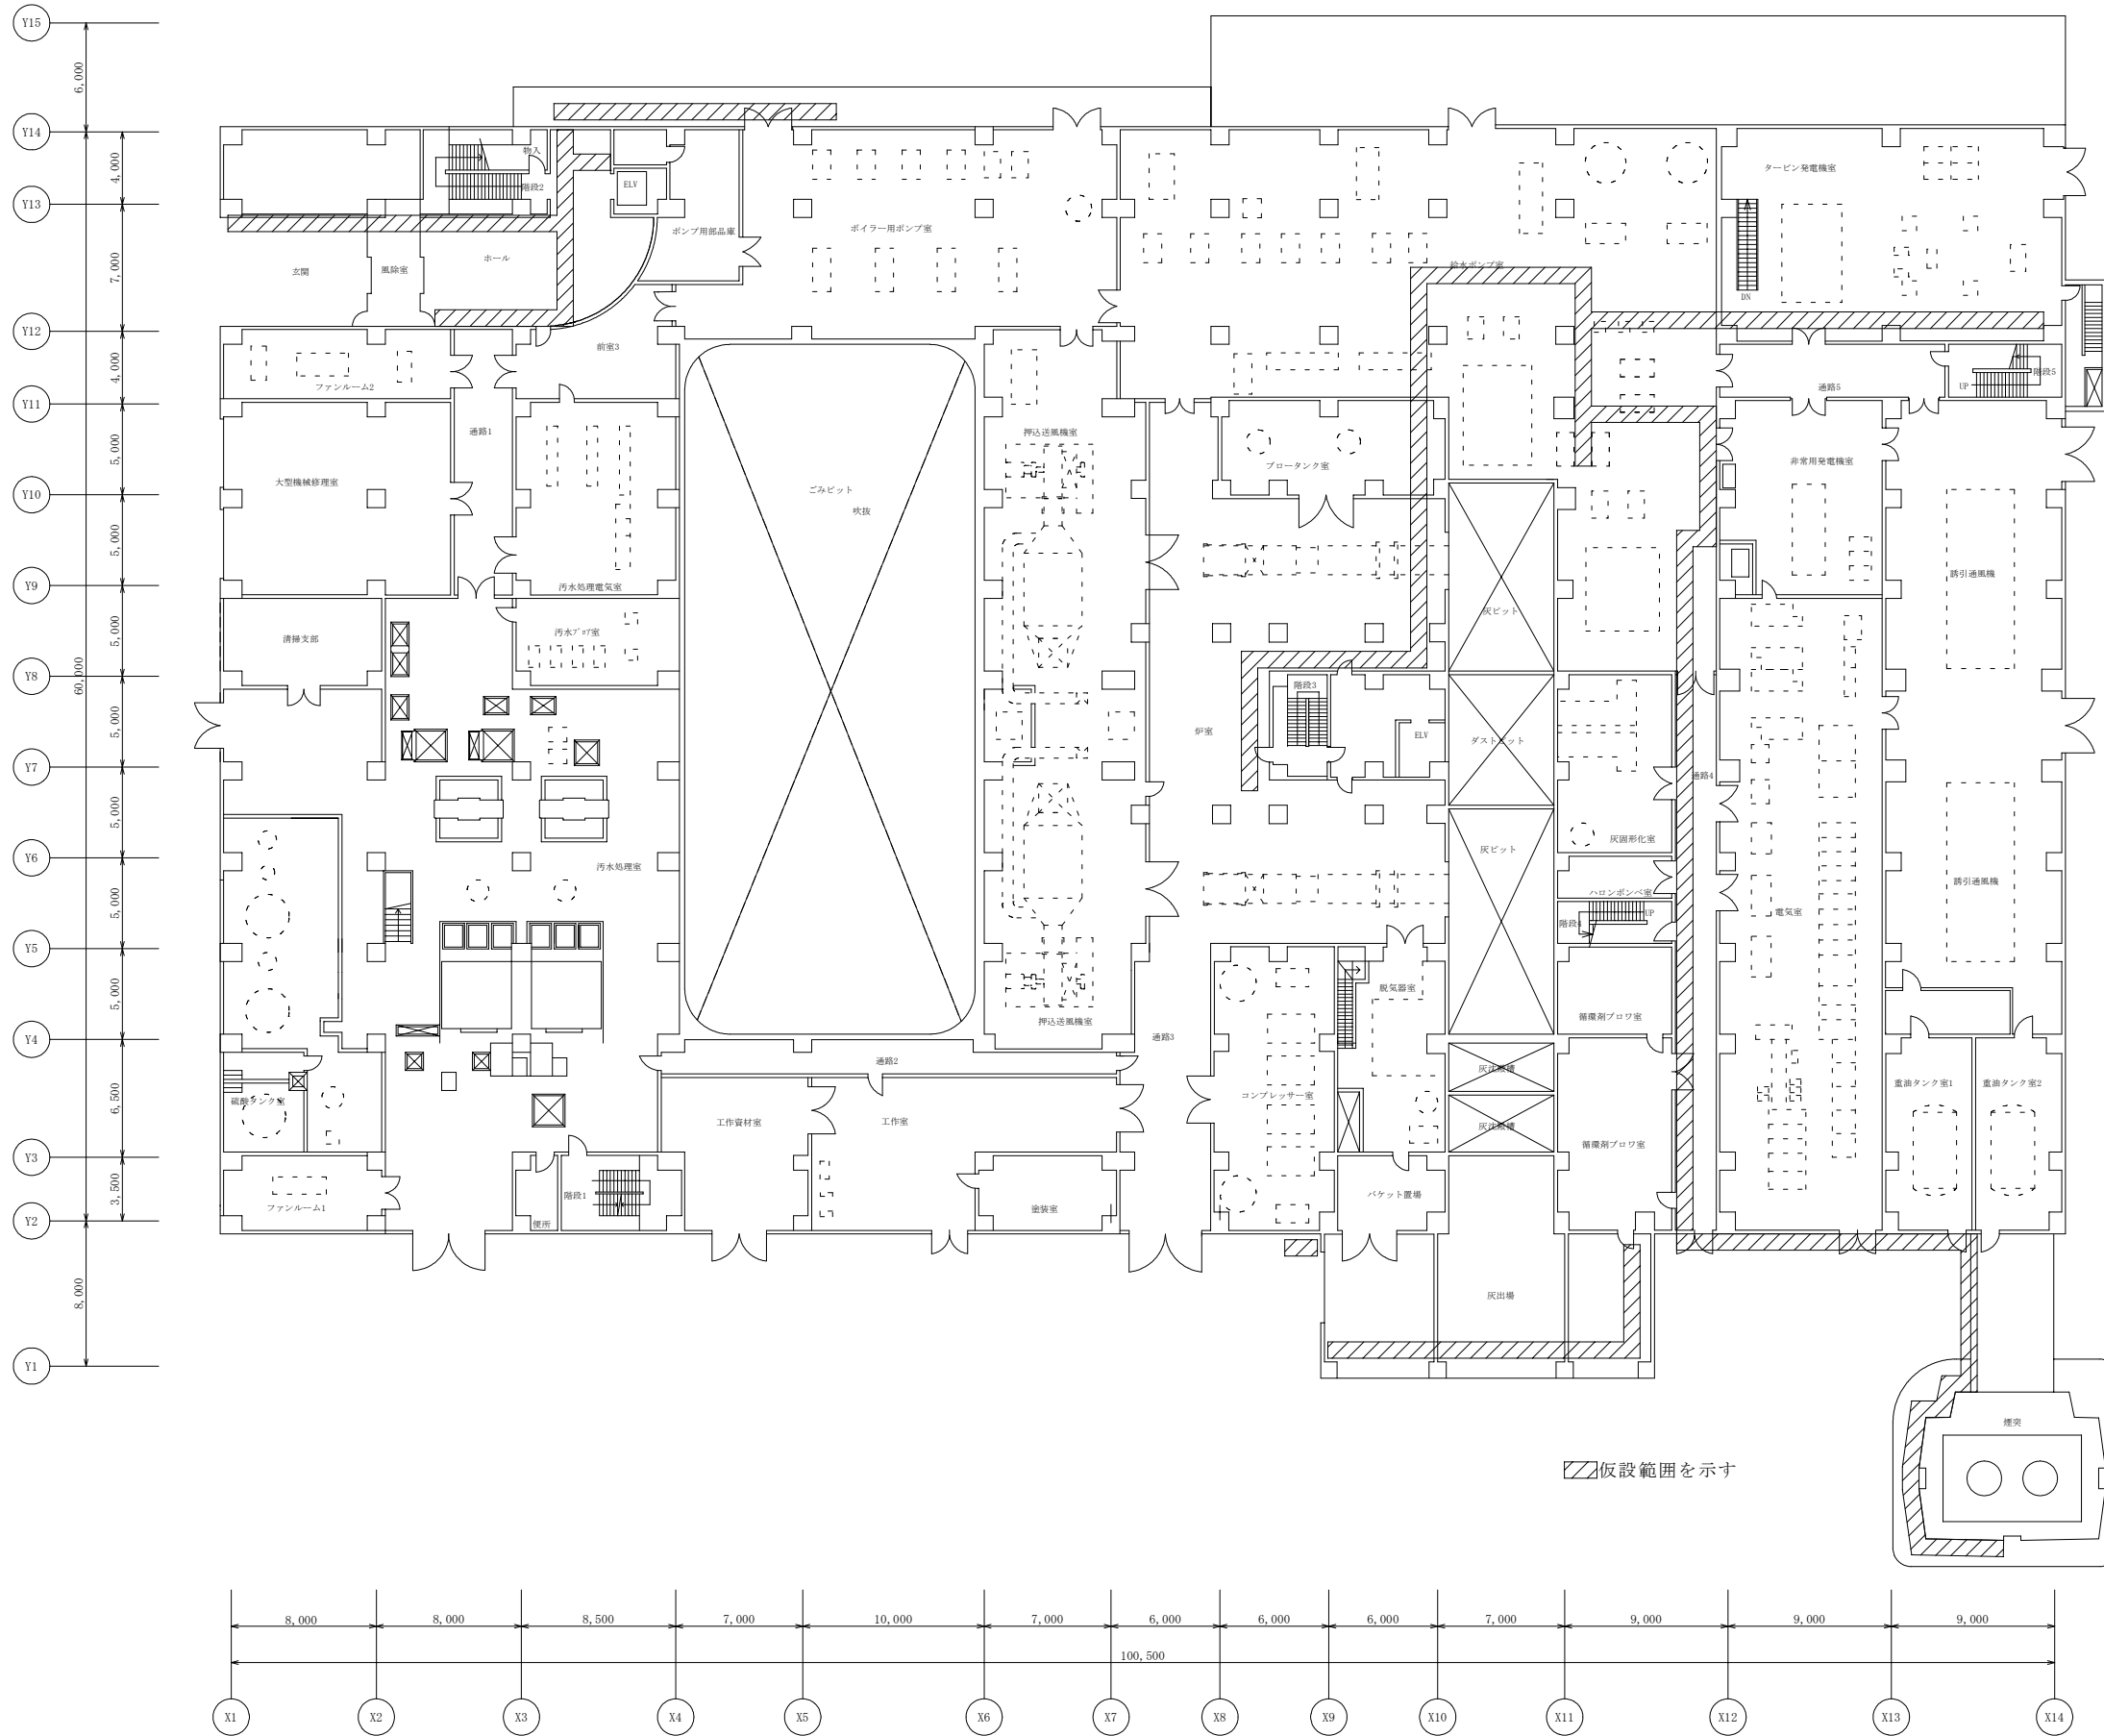 Y15
6,000
Y14
物入
4,000
タービン発電機室
階段2
ELV
Y13
ポンプ用部品庫
ボイラー用ポンプ室
7,000
玄関
風除室
ホール
給水ポンプ室
DN
Y12
前室3
4,000
ファンルーム2
階段5
UP
通路5
Y11
通路1
押込送風機室
5,000
ブロータンク室
非常用発電機室
大型機械修理室
ごみピット
Y10
吹抜
5,000
誘引通風機
Y9
汚水処理電気室
灰ピット
5,000
清掃支部
汚水ブロア室
Y8
60,000
階段3
5,000
炉室
ELV
ダストピット
通路4
Y7
5,000
灰固形化室
灰ピット
Y6
汚水処理室
誘引通風機
5,000
ハロンボンベ室
UP
電気室
階段4
Y5
脱気器室
5,000
循環剤ブロワ室
押込送風機室
Y4
通路3
通路2
灰沈殿槽
重油タンク室1
重油タンク室2
6,500
硫酸タンク室
コンプレッサー室
工作資材室
工作室
灰沈殿槽
循環剤ブロワ室
Y3
3,500
階段1
バケット置場
ファンルーム1
塗装室
Y2
便所
8,000
灰出場
Y1
煙突
仮設範囲を示す
8,000
8,000
8,500
7,000
10,000
7,000
6,000
6,000
6,000
7,000
9,000
9,000
9,000
100,500
X1
X2
X3
X4
X5
X6
X7
X8
X9
X10
X11
X12
X13
X14